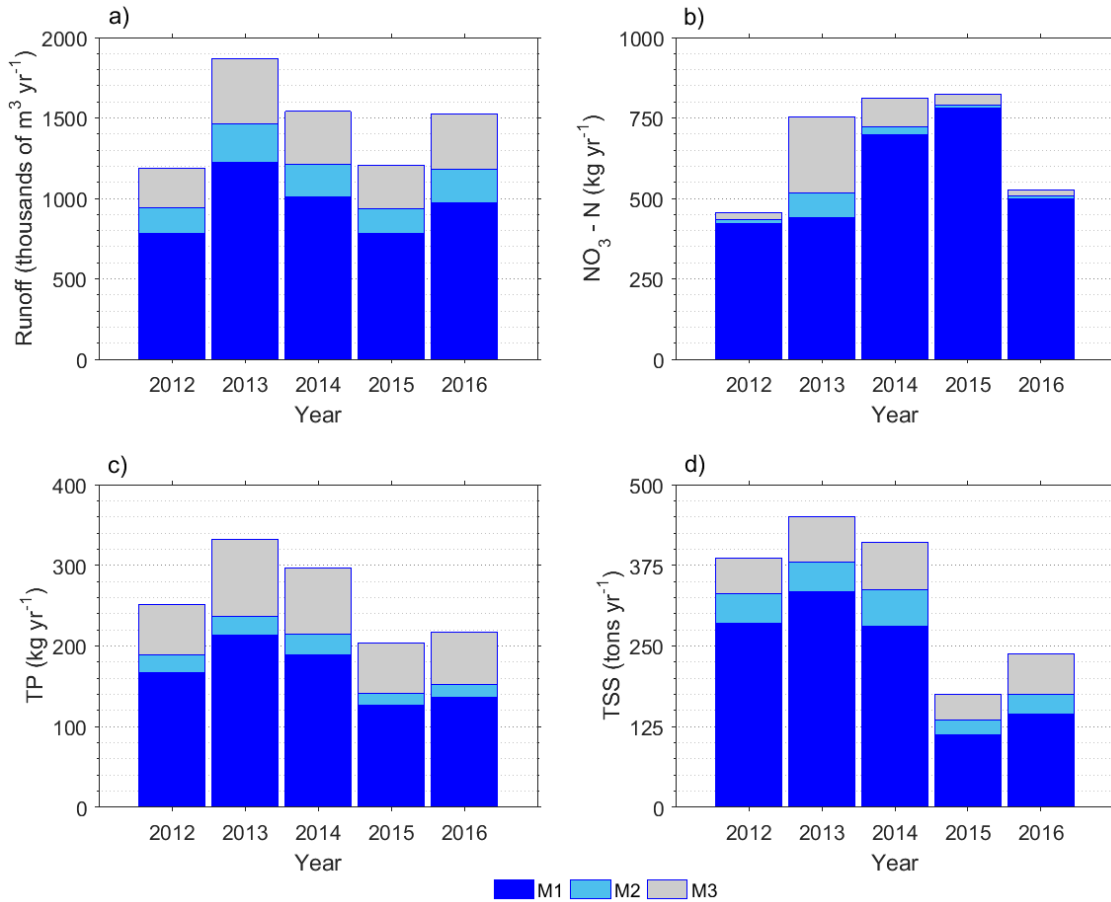 a)
2000
1500
1000
500
0
Runoff (thousands of m³ yr⁻¹)
2012 2013 2014 2015 2016
Year
b)
1000
750
500
250
0
NO₃ - N (kg yr⁻¹)
2012 2013 2014 2015 2016
Year
c)
400
300
200
100
0
TP (kg yr⁻¹)
2012 2013 2014 2015 2016
Year
d)
500
375
250
125
0
TSS (tons yr⁻¹)
2012 2013 2014 2015 2016
Year
M1 M2 M3